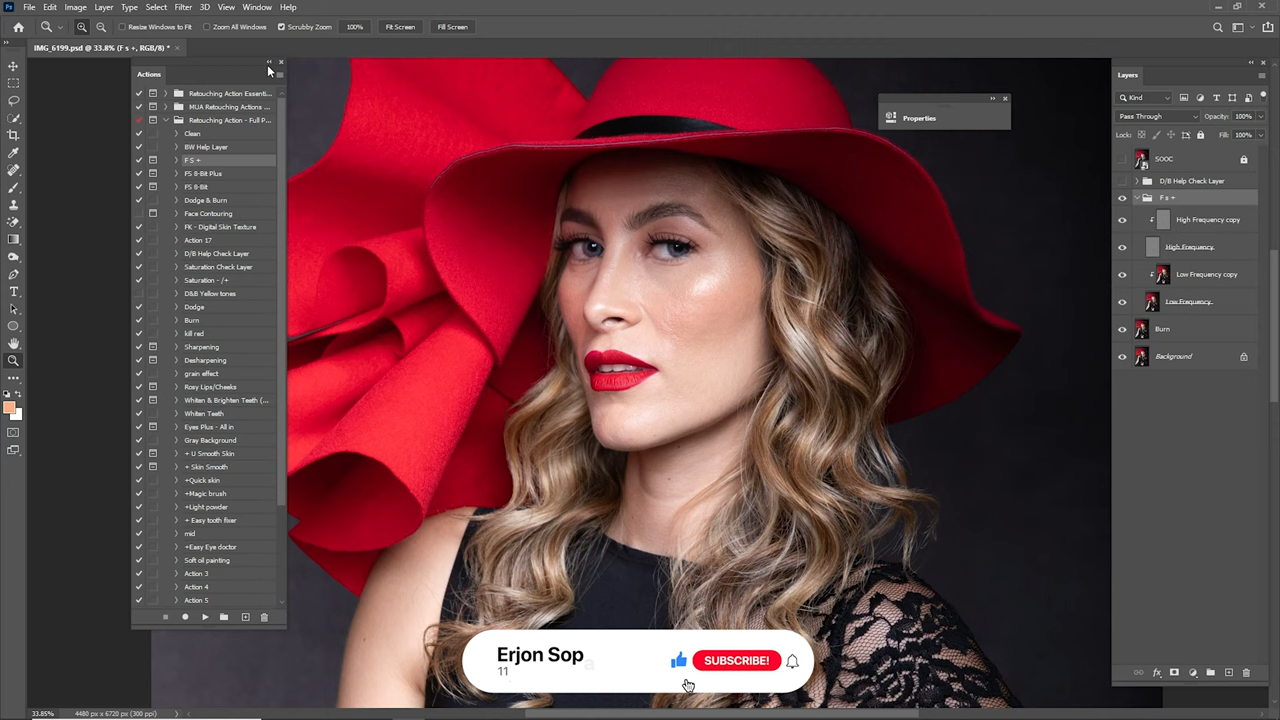 Ps File Edit Image Layer Type Select Filter 3D View Window Help
Resize Windows to Fit Zoom All Windows Scrubby Zoom 100% Fit Screen Fill Screen
IMG_6199.psd @ 33.8% (F s +, RGB/8) *
Actions
Retouching Action Essenti...
MUA Retouching Actions ...
Retouching Action - Full P...
Clean
BW Help Layer
F S +
FS 8-Bit Plus
FS 8-Bit
Dodge & Burn
Face Contouring
FK - Digital Skin Texture
Action 17
D/B Help Check Layer
Saturation Check Layer
Saturation - /+
D&B Yellow tones
Dodge
Burn
kill red
Sharpening
Desharpening
grain effect
Rosy Lips/Cheeks
Whiten & Brighten Teeth (...
Whiten Teeth
Eyes Plus - All in
Gray Background
+ U Smooth Skin
+ Skin Smooth
+Quick skin
+Magic brush
+Light powder
+ Easy tooth fixer
mid
+Easy Eye doctor
Soft oil painting
Action 3
Action 4
Action 5
Properties
Layers
Kind
Pass Through Opacity: 100%
Lock: Fill: 100%
SOOC
D/B Help Check Layer
F s +
High Frequency copy
High Frequency
Low Frequency copy
Low Frequency
Burn
Background
Erjon Sop
11
SUBSCRIBE!
33.85% 4480 px x 6720 px (300 ppi)